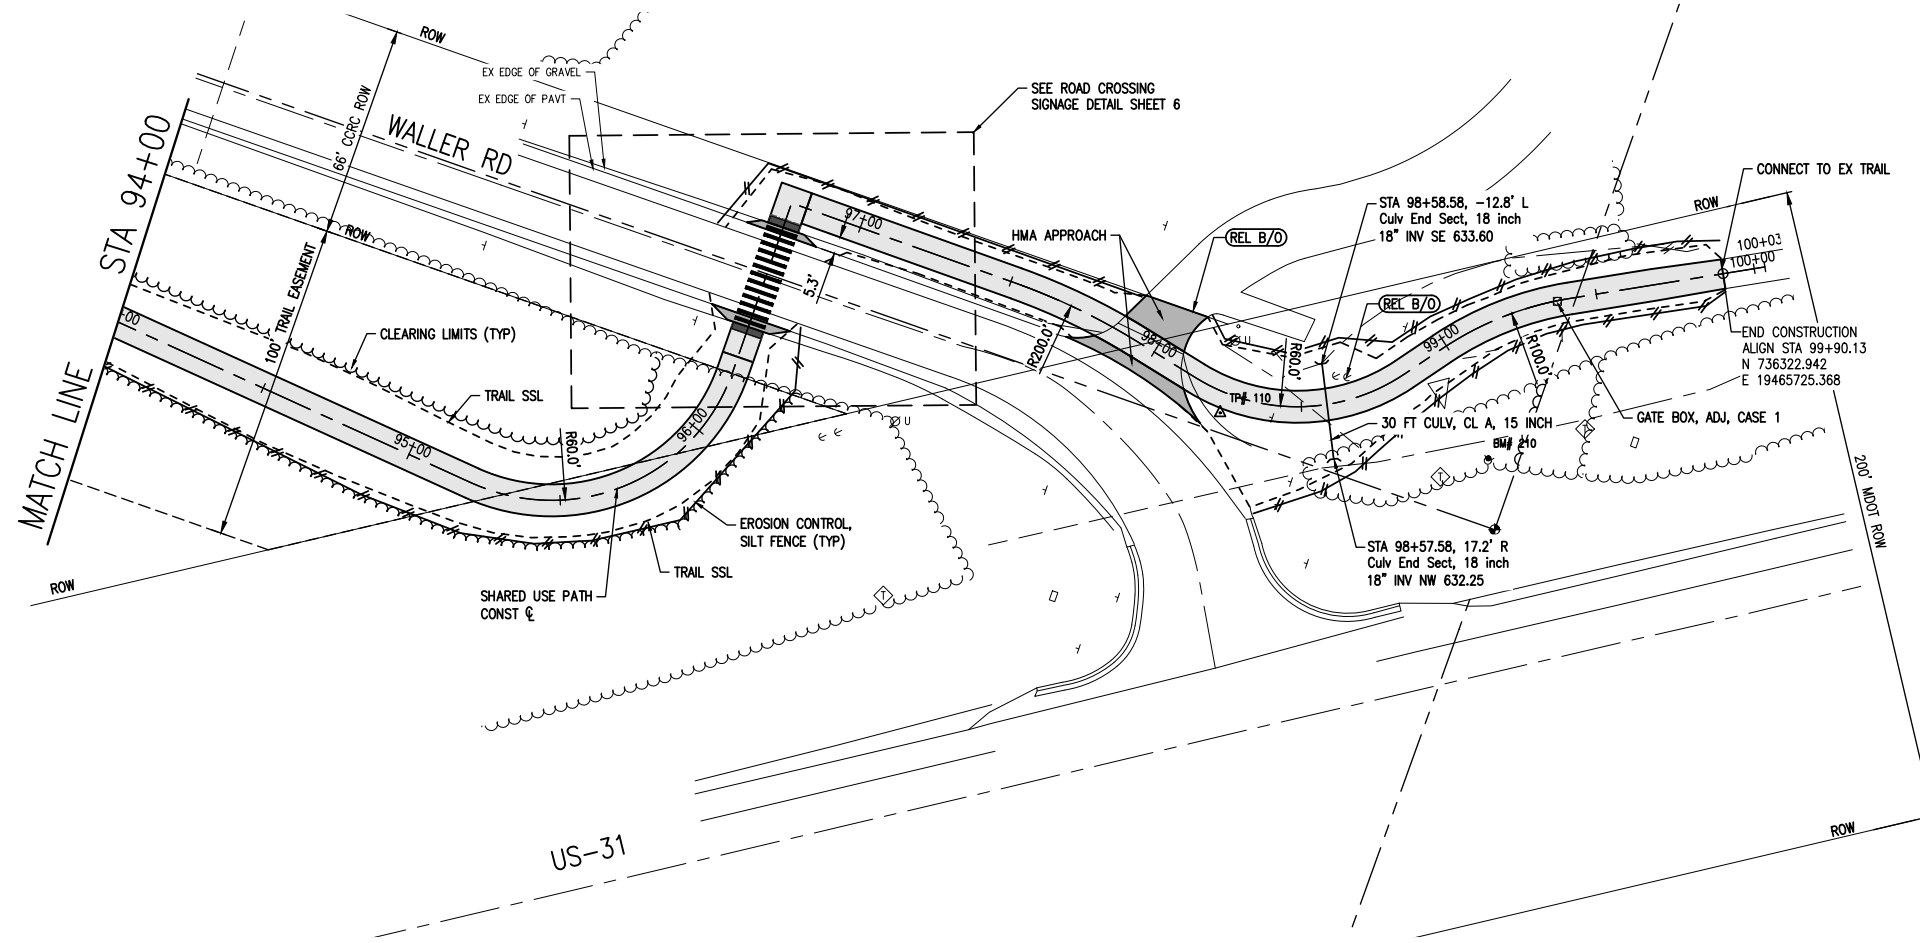 ROW
EX EDGE OF GRAVEL
EX EDGE OF PAVT
SEE ROAD CROSSING
SIGNAGE DETAIL SHEET 6
66' CCRC ROW
WALLER RD
STA 94+00
MATCH LINE
ROW
100' TRAIL EASEMENT
CLEARING LIMITS (TYP)
TRAIL SSL
+00
95+00
R60.0'
96+00
97+00
5.3'
HMA APPROACH
REL B/O
R200.0'
98+00
STA 98+58.58, -12.8' L
Culv End Sect, 18 inch
18" INV SE 633.60
REL B/O
R60.0'
TP# 110
U
99+00
R100.0'
ROW
CONNECT TO EX TRAIL
100+03
100+00
END CONSTRUCTION
ALIGN STA 99+90.13
N 736322.942
E 19465725.368
GATE BOX, ADJ, CASE 1
30 FT CULV, CL A, 15 INCH
BM# 210
U
T
T
T
EROSION CONTROL,
SILT FENCE (TYP)
TRAIL SSL
SHARED USE PATH
CONST ℄
ROW
STA 98+57.58, 17.2' R
Culv End Sect, 18 inch
18" INV NW 632.25
200' MDOT ROW
US-31
ROW